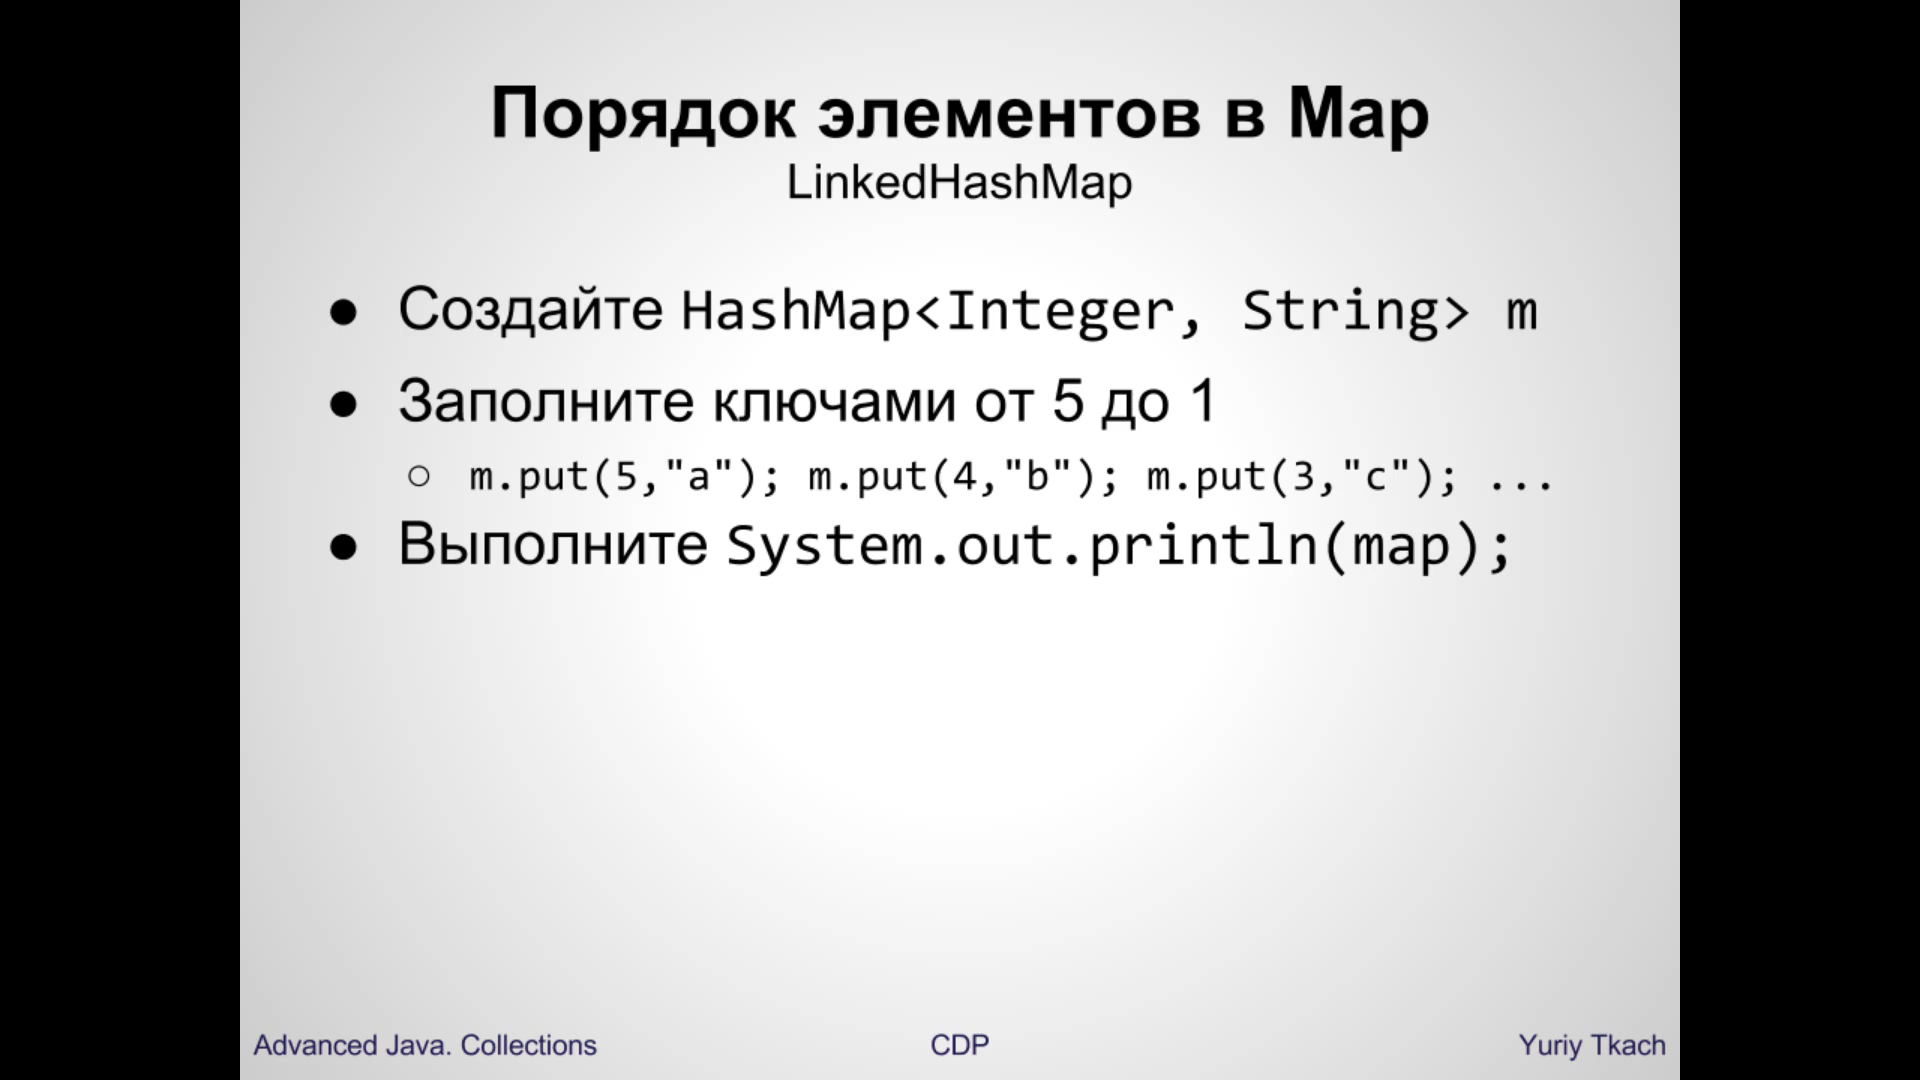 Порядок элементов в Map
LinkedHashMap
● Создайте HashMap<Integer, String> m
● Заполните ключами от 5 до 1
○ m.put(5,"a"); m.put(4,"b"); m.put(3,"c"); ...
● Выполните System.out.println(map);
Advanced Java. Collections
CDP
Yuriy Tkach